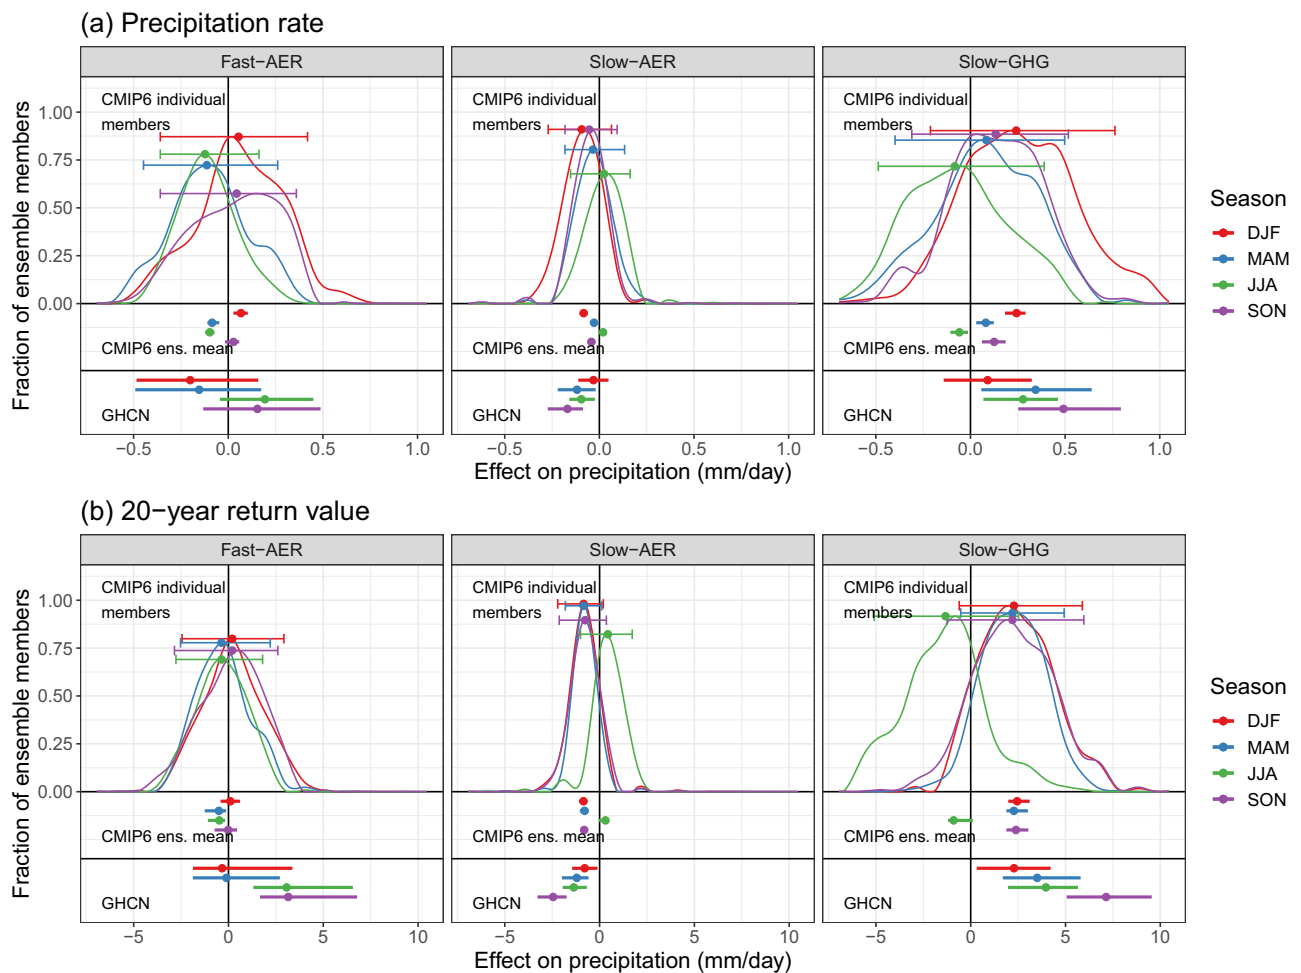 (a) Precipitation rate
Fast−AER
Slow−AER
Slow−GHG
Fraction of ensemble members
1.00
0.75
0.50
0.25
0.00
CMIP6 individual
members
CMIP6 ens. mean
GHCN
CMIP6 individual
members
CMIP6 ens. mean
GHCN
CMIP6 individual
members
CMIP6 ens. mean
GHCN
−0.5 0.0 0.5 1.0
−0.5 0.0 0.5 1.0
−0.5 0.0 0.5 1.0
Effect on precipitation (mm/day)
Season
DJF
MAM
JJA
SON
(b) 20−year return value
Fast−AER
Slow−AER
Slow−GHG
Fraction of ensemble members
1.00
0.75
0.50
0.25
0.00
CMIP6 individual
members
CMIP6 ens. mean
GHCN
CMIP6 individual
members
CMIP6 ens. mean
GHCN
CMIP6 individual
members
CMIP6 ens. mean
GHCN
−5 0 5 10
−5 0 5 10
−5 0 5 10
Effect on precipitation (mm/day)
Season
DJF
MAM
JJA
SON